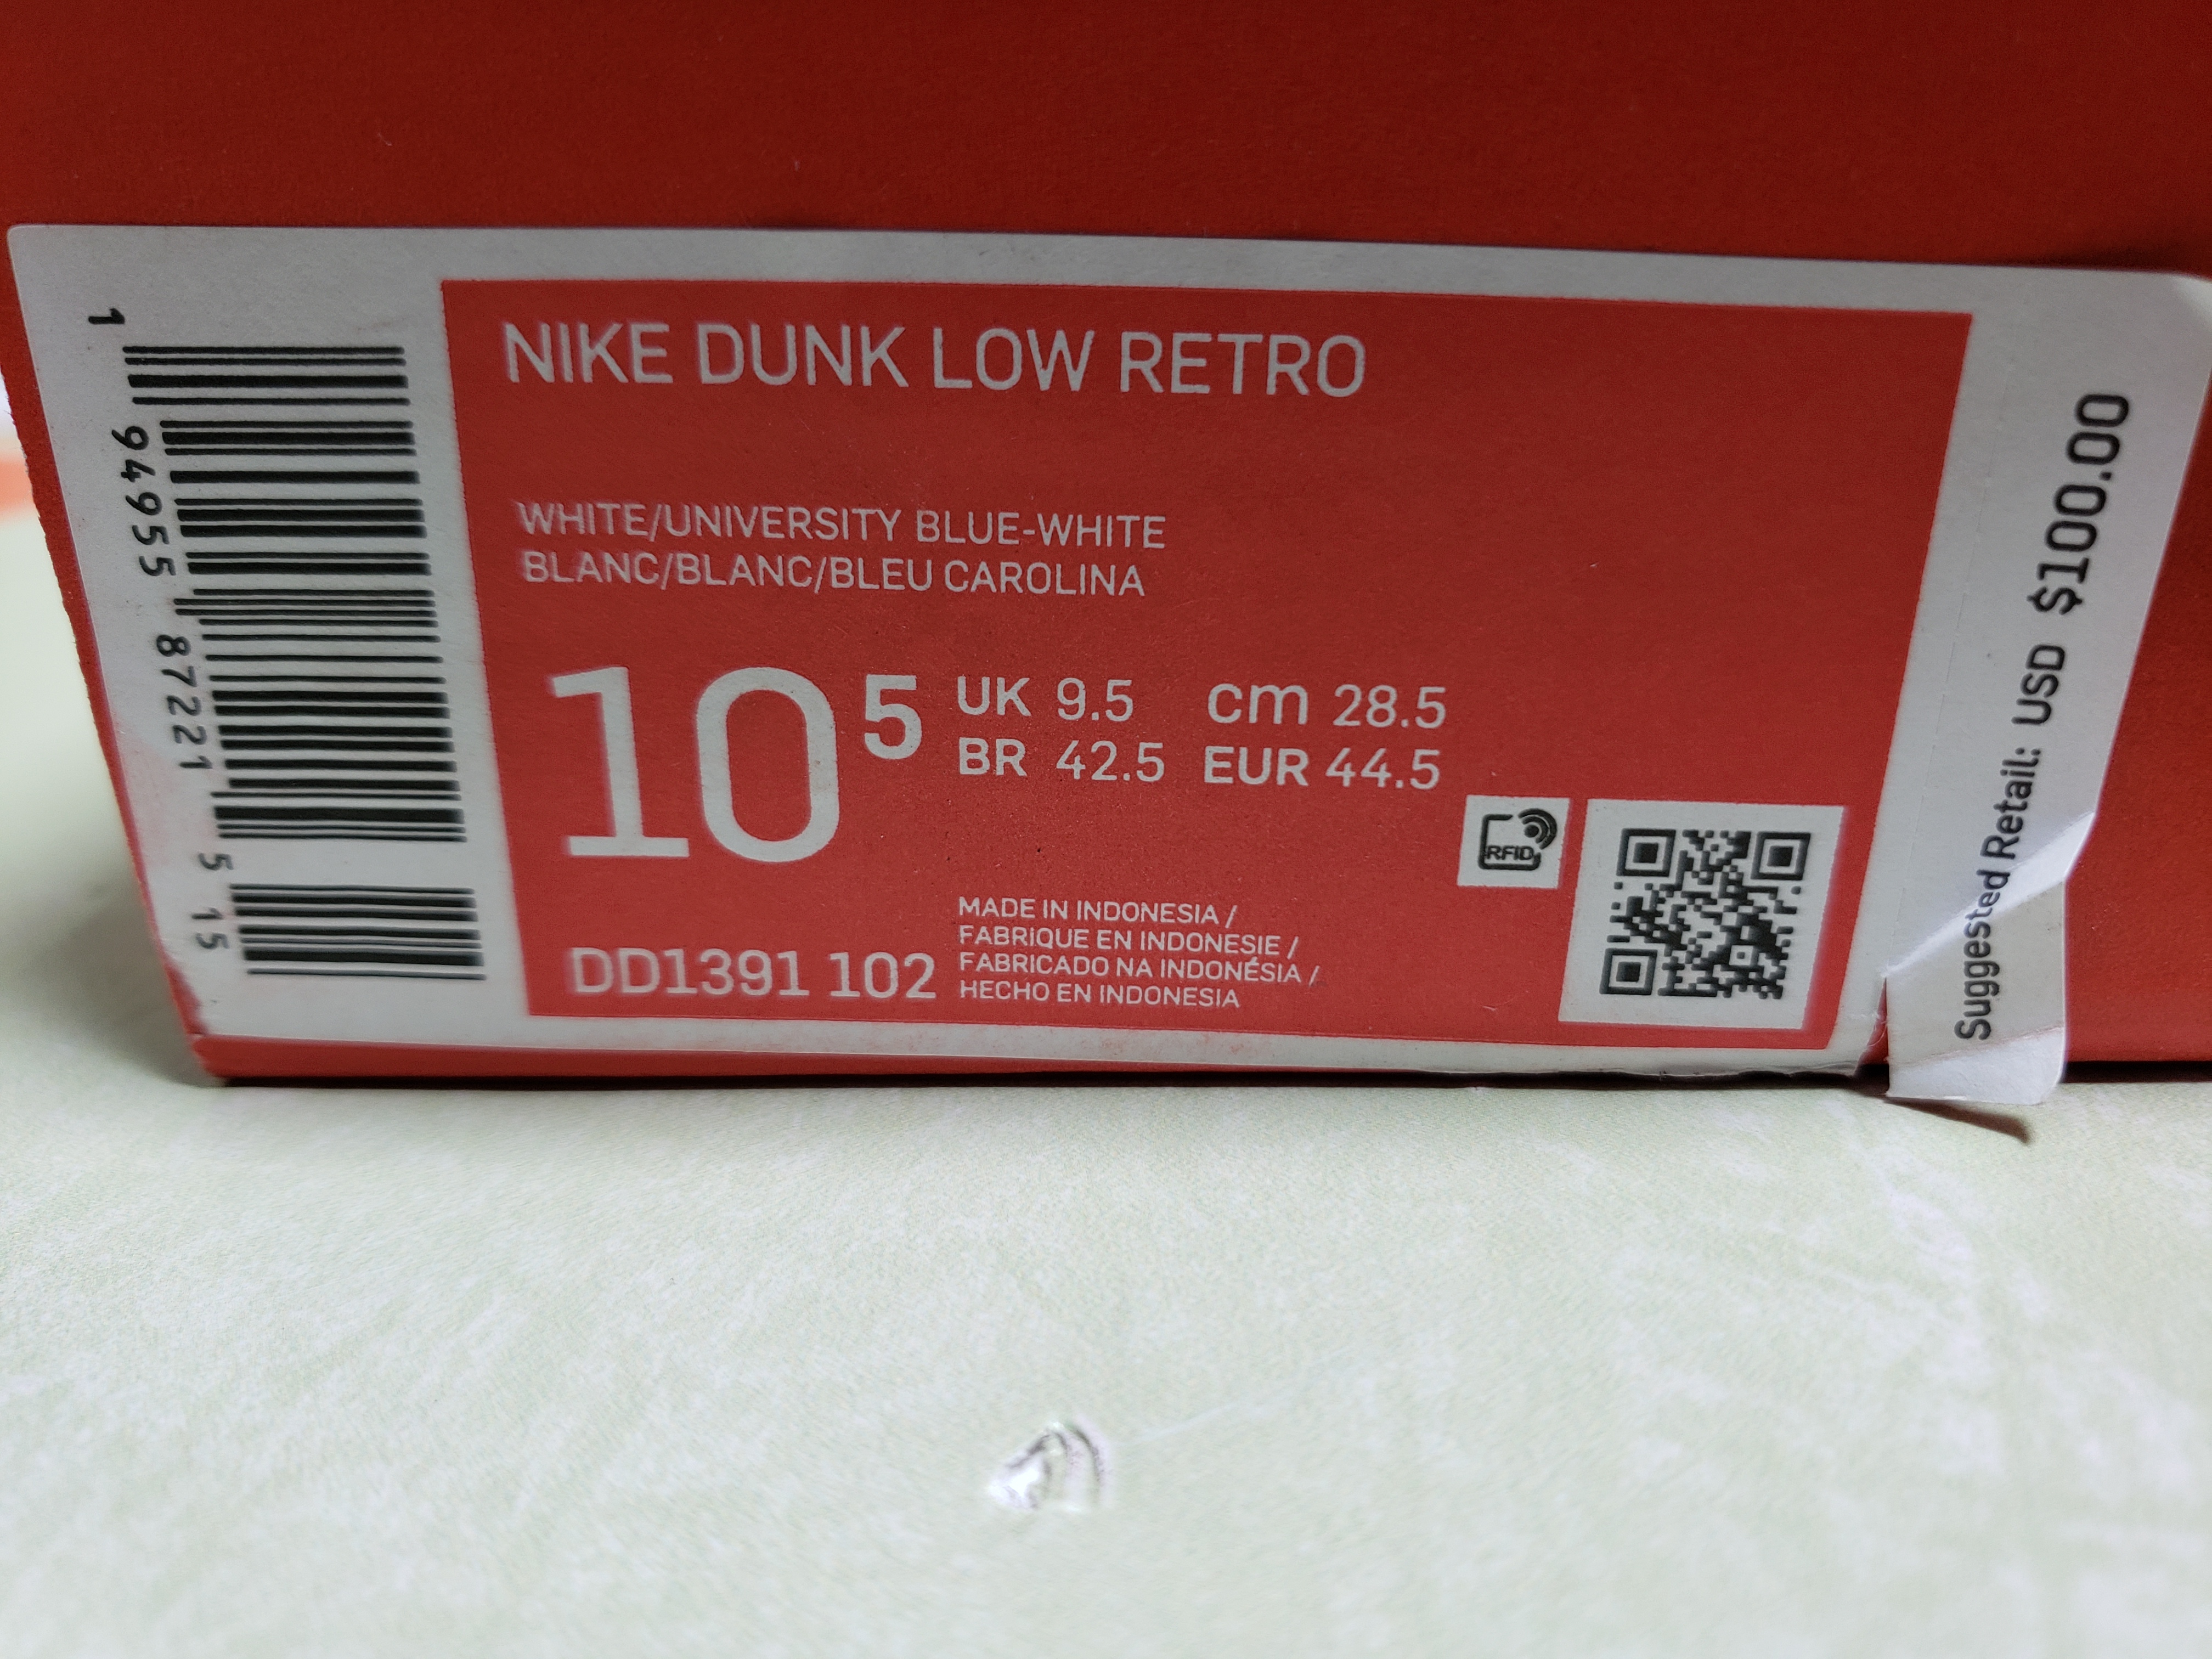 NIKE DUNK LOW RETRO
WHITE/UNIVERSITY BLUE-WHITE
BLANC/BLANC/BLEU CAROLINA
10 5
UK 9.5 cm 28.5
BR 42.5 EUR 44.5
RFID
DD1391 102
MADE IN INDONESIA /
FABRIQUE EN INDONESIE /
FABRICADO NA INDONÉSIA /
HECHO EN INDONESIA
1 94955 87221 5 15
Suggested Retail: USD $100.00